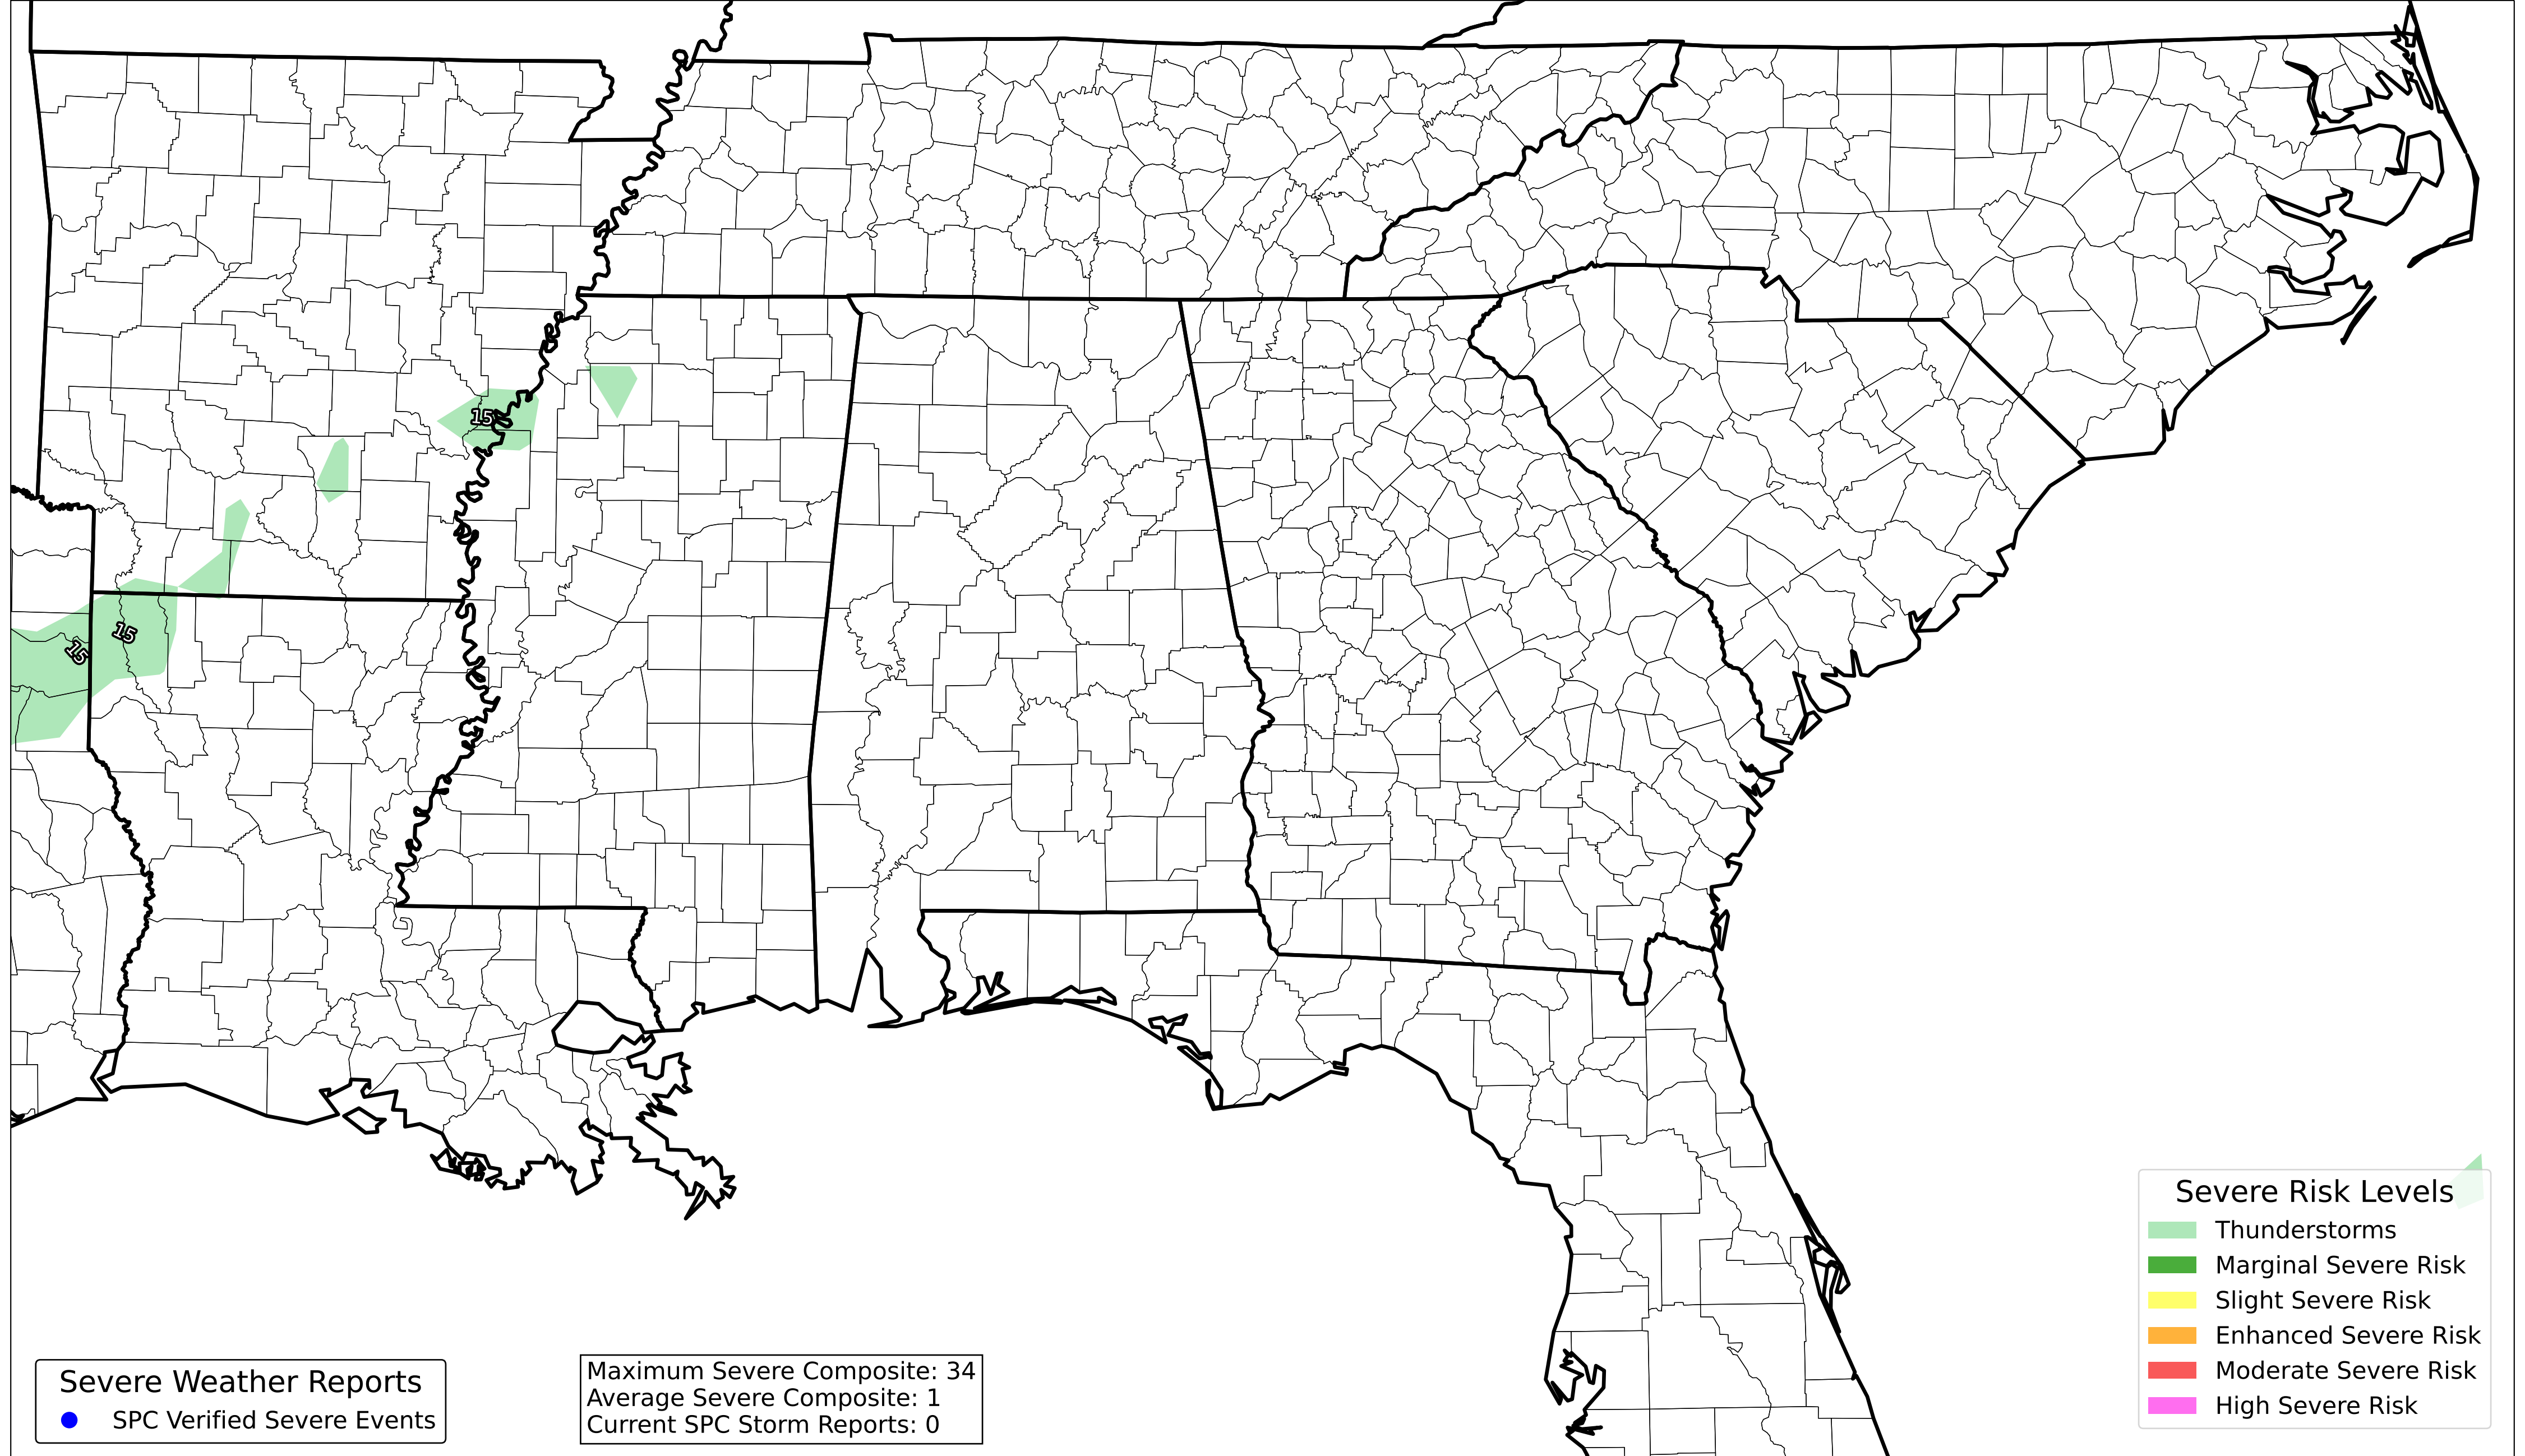 15
15
15
Severe Risk Levels
Thunderstorms
Marginal Severe Risk
Slight Severe Risk
Enhanced Severe Risk
Moderate Severe Risk
High Severe Risk
Severe Weather Reports
SPC Verified Severe Events
Maximum Severe Composite: 34
Average Severe Composite: 1
Current SPC Storm Reports: 0